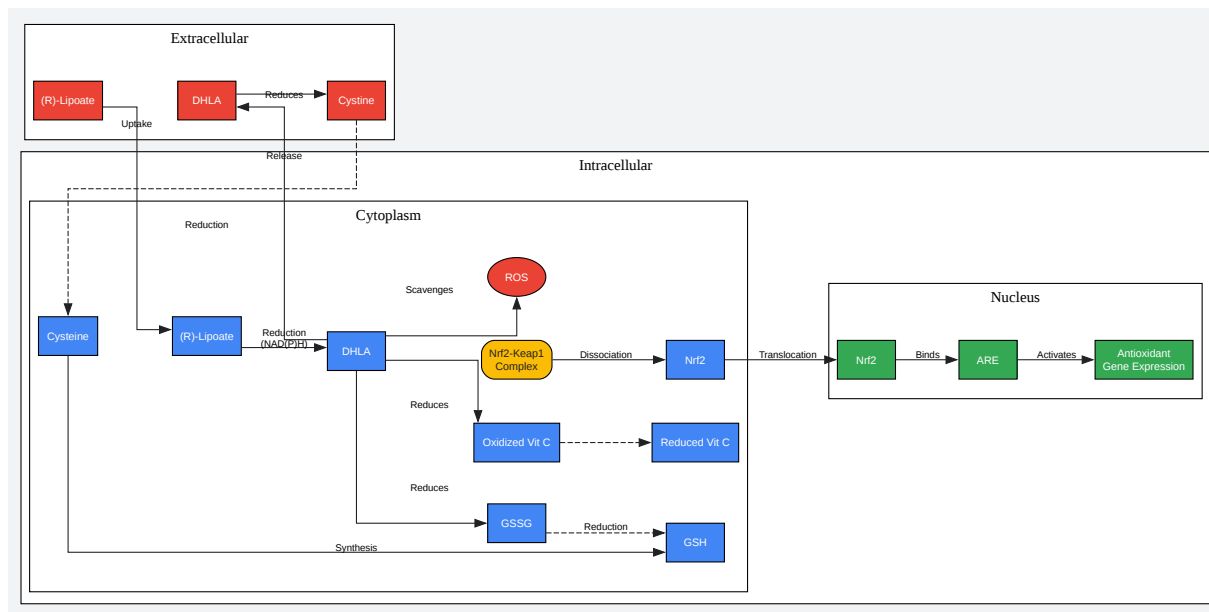 Extracellular
(R)-Lipoate
DHLA
Reduces
Cystine
Uptake
Release
Intracellular
Cytoplasm
Reduction
ROS
Scavenges
Nucleus
Cysteine
(R)-Lipoate
Reduction
(NAD(P)H)
DHLA
Nrf2-Keap1
Complex
Dissociation
Nrf2
Translocation
Nrf2
Binds
ARE
Activates
Antioxidant
Gene Expression
Reduces
Oxidized Vit C
Reduced Vit C
Reduces
GSSG
Reduction
GSH
Synthesis